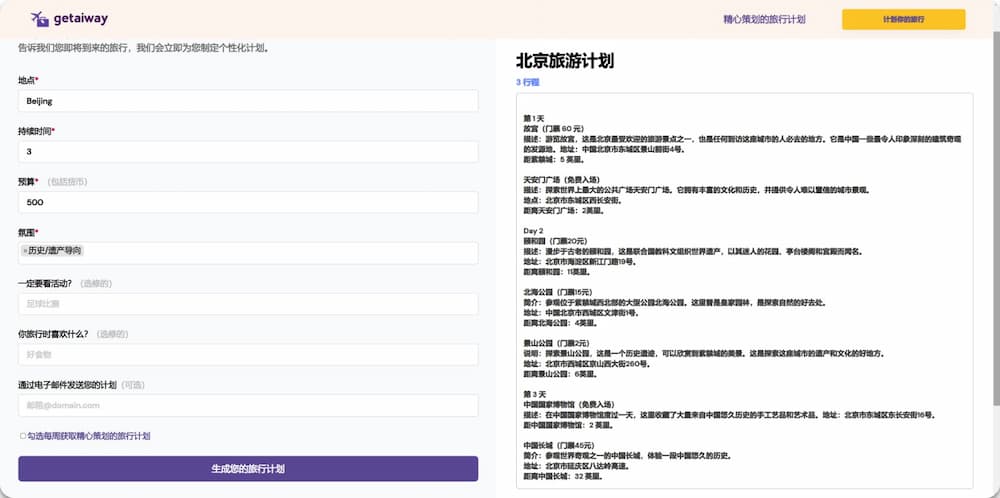 getaiway
精心策划的旅行计划
计划你的旅行
告诉我们您即将到来的旅行，我们会立即为您制定个性化计划。
地点*
Beijing
持续时间*
3
预算* （包括货币）
500
氛围*
×历史/遗产导向
一定要看活动？ （选修的）
足球比赛
你旅行时喜欢什么？ （选修的）
好食物
通过电子邮件发送您的计划（可选）
邮箱@domain.com
勾选每周获取精心策划的旅行计划
生成您的旅行计划
北京旅游计划
3 行程
第 1 天
故宫（门票 60 元）
描述：游览故宫，这是北京最受欢迎的旅游景点之一，也是任何到访这座城市的人必去的地方。它是中国一些最令人印象深刻的建筑奇观
的发源地。地址：中国北京市东城区景山前街4号。
距紫禁城：5 英里。
天安门广场（免费入场）
描述：探索世界上最大的公共广场天安门广场。它拥有丰富的文化和历史，并提供令人难以置信的城市景观。
地点：北京市东城区西长安街。
距离天安门广场：2英里。
Day 2
颐和园（门票20元）
描述：漫步于古老的颐和园，这是联合国教科文组织世界遗产，以其迷人的花园、亭台楼阁和宫殿而闻名。
地址：北京市海淀区新江门路19号。
距离颐和园：11英里。
北海公园（门票15元）
简介：参观位于紫禁城西北部的大型公园北海公园。这里曾是皇家园林，是探索自然的好去处。
地址：中国北京市西城区文津街1号。
距离北海公园：4英里。
景山公园（门票2元）
说明：探索景山公园，这是一个历史遗迹，可以欣赏到紫禁城的美景。这是探索这座城市的遗产和文化的好地方。
地址：北京市西城区京山西大街260号。
距离景山公园：6英里。
第 3 天
中国国家博物馆（免费入场）
描述：在中国国家博物馆度过一天，这里收藏了大量来自中国悠久历史的手工艺品和艺术品。地址：北京市东城区东长安街16号。
距中国国家博物馆：2 英里。
中国长城（门票45元）
简介：参观世界奇观之一的中国长城，体验一段中国悠久的历史。
地址：北京市延庆区八达岭高速。
距离中国长城：32 英里。